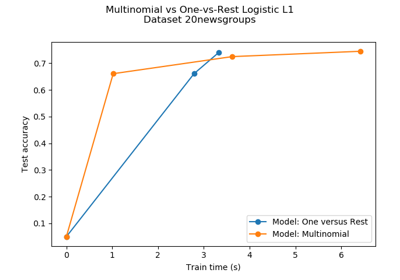 Multinomial vs One-vs-Rest Logistic L1
Dataset 20newsgroups
0.7
0.6
0.5
0.4
0.3
0.2
0.1
Test accuracy
Model: One versus Rest
Model: Multinomial
0 1 2 3 4 5 6
Train time (s)